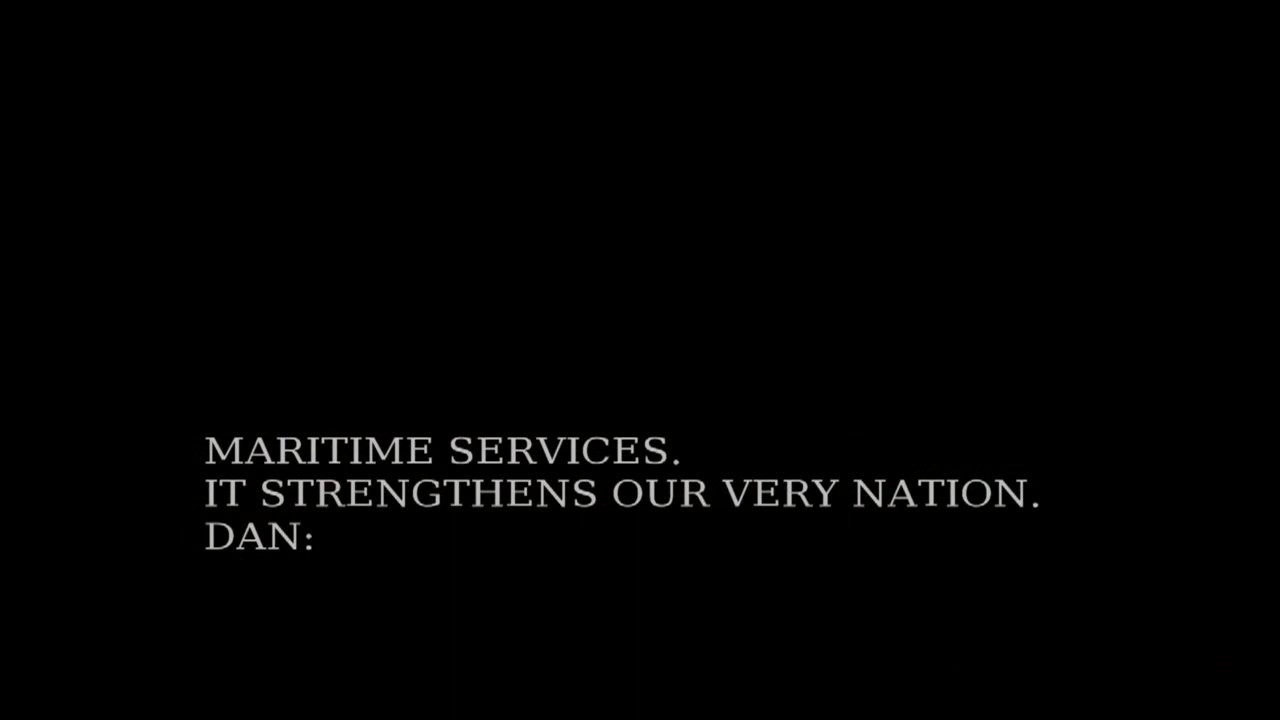 MARITIME SERVICES.
IT STRENGTHENS OUR VERY NATION.
DAN: